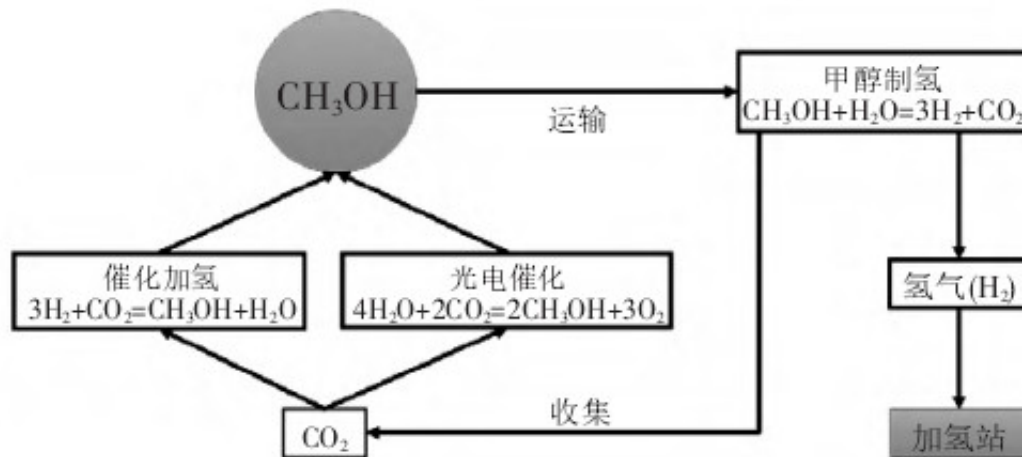 CH₃OH
运输
甲醇制氢
CH₃OH+H₂O=3H₂+CO₂
催化加氢
3H₂+CO₂=CH₃OH+H₂O
光电催化
4H₂O+2CO₂=2CH₃OH+3O₂
氢气(H₂)
收集
CO₂
加氢站